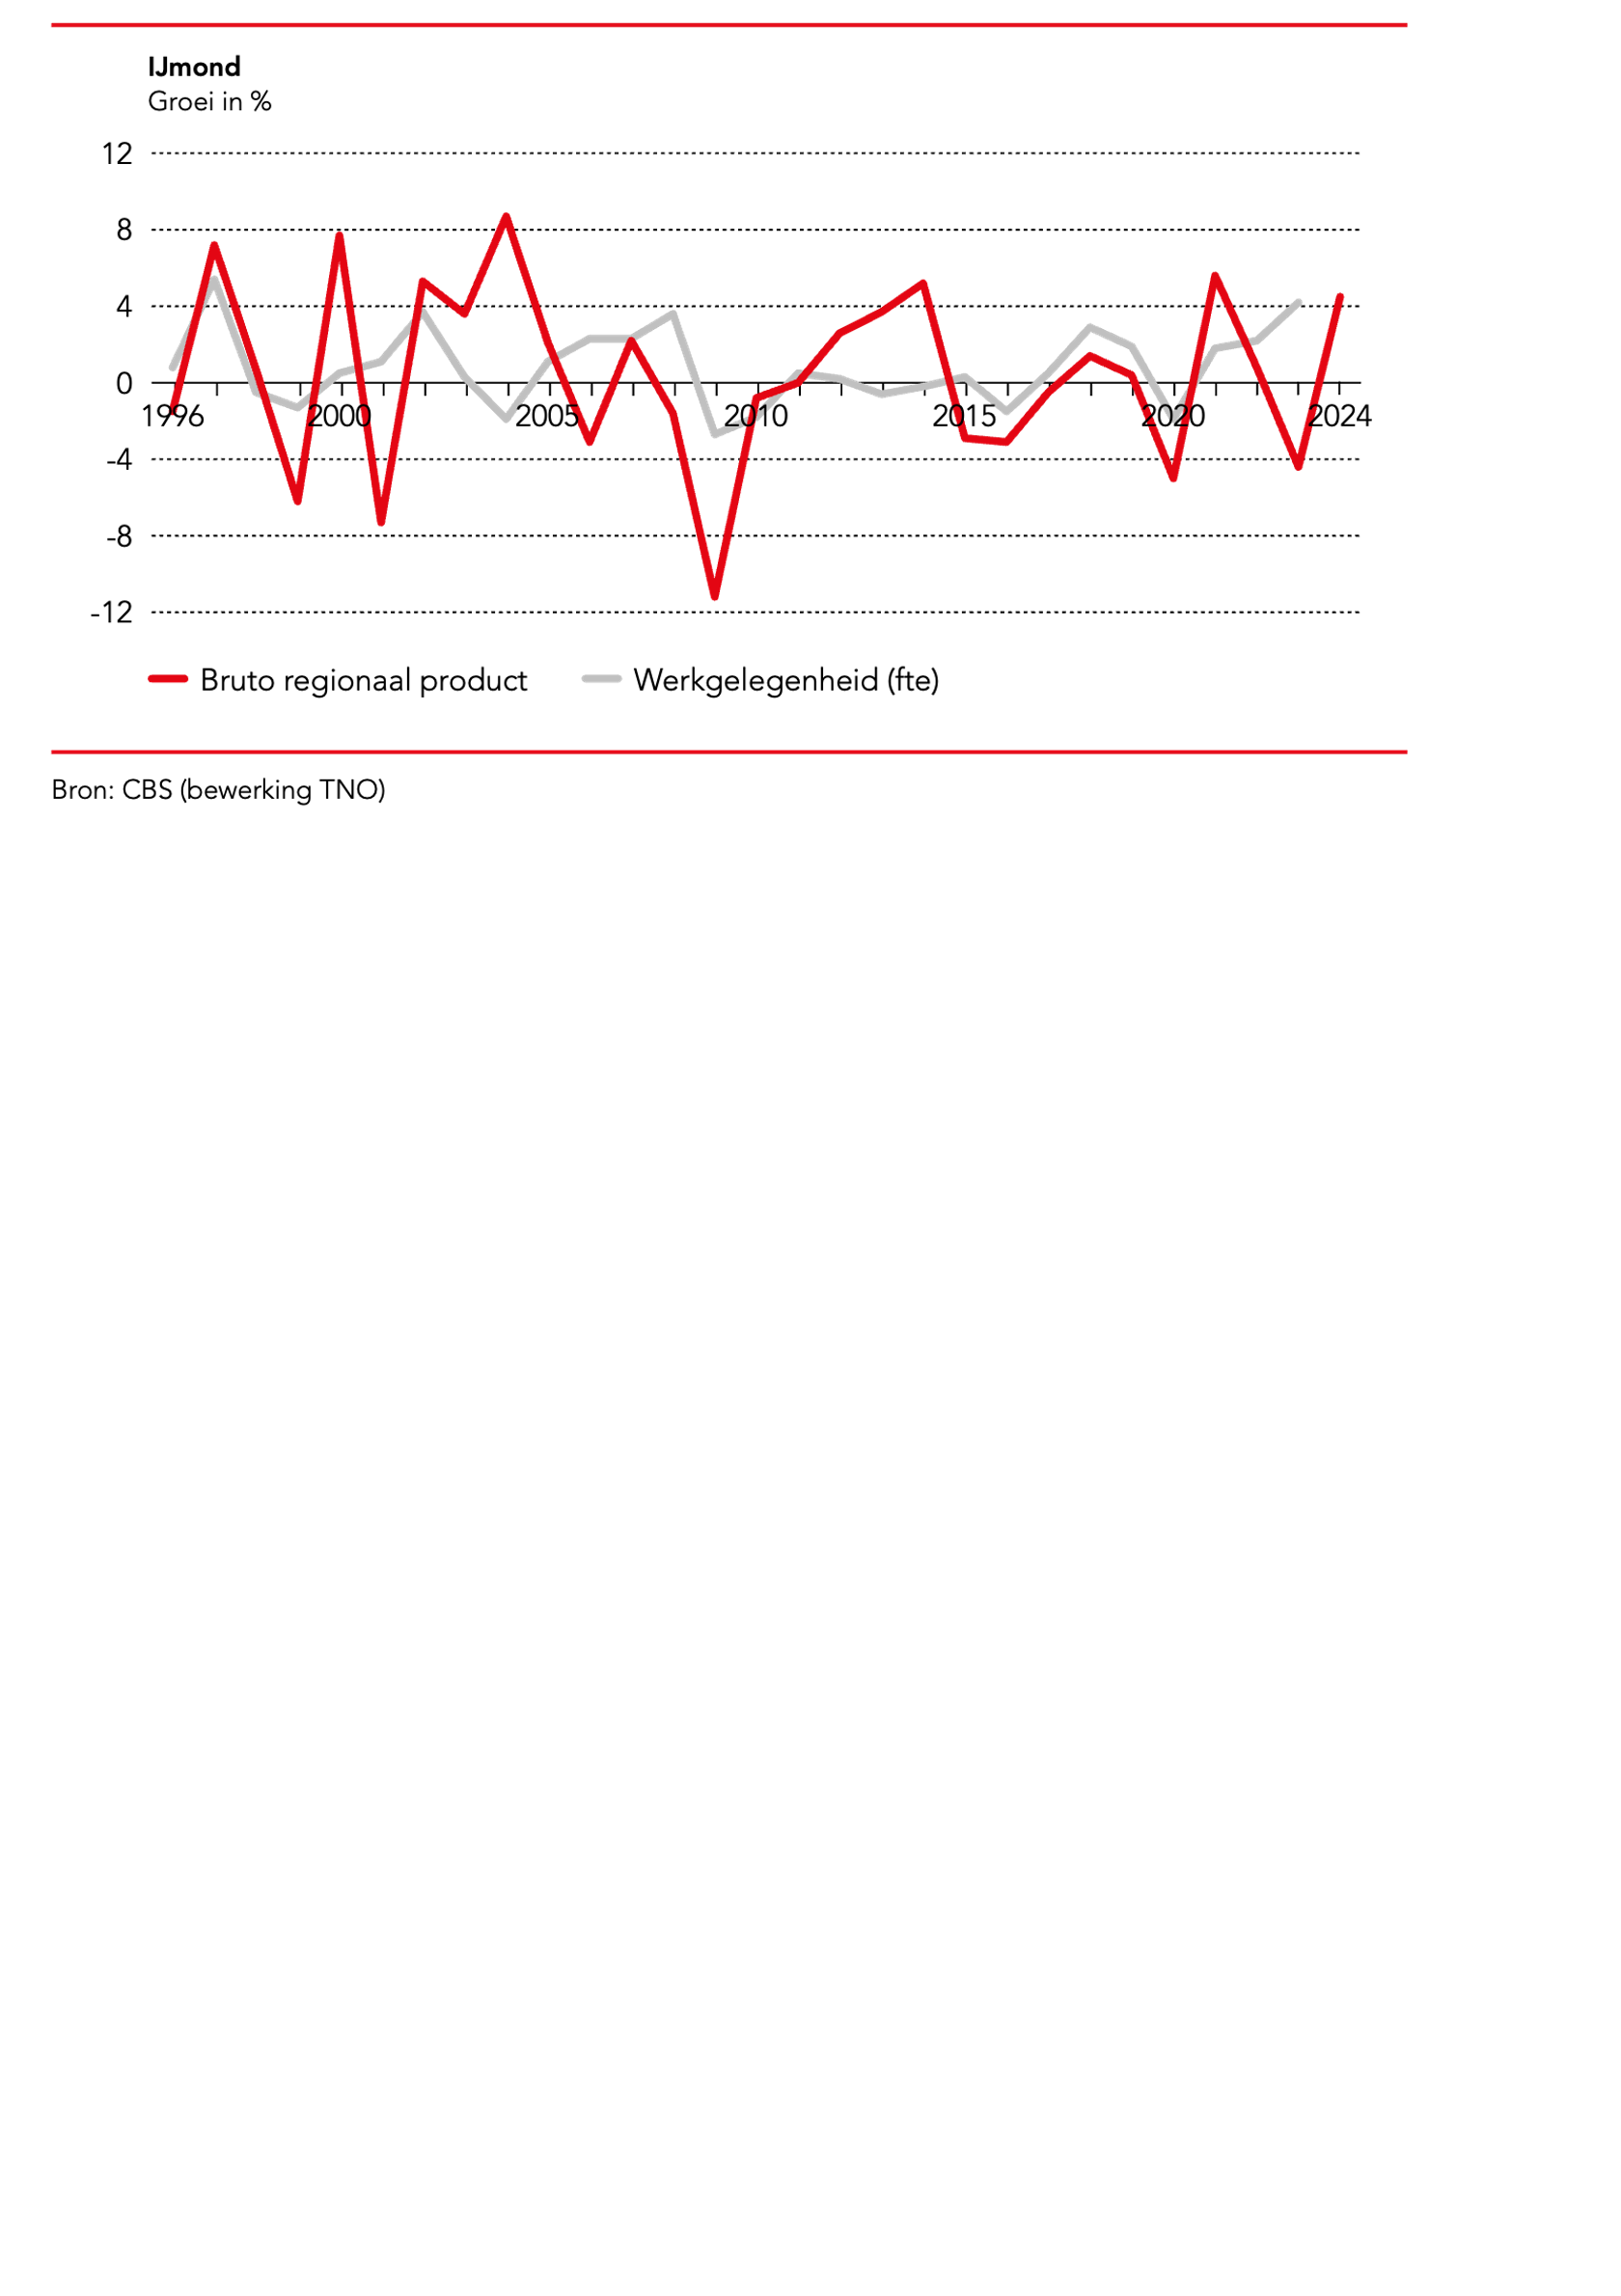 IJmond
Groei in %
12
8
4
0
1996 2000 2005 2010 2015 2020 2024
-4
-8
-12
Bruto regionaal product Werkgelegenheid (fte)
Bron: CBS (bewerking TNO)